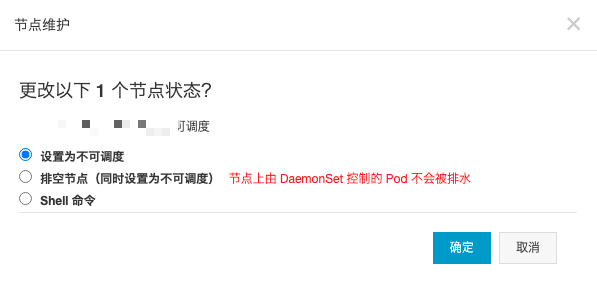 节点维护
更改以下 1 个节点状态?
可调度
设置为不可调度
排空节点（同时设置为不可调度） 节点上由 DaemonSet 控制的 Pod 不会被排水
Shell 命令
确定 取消